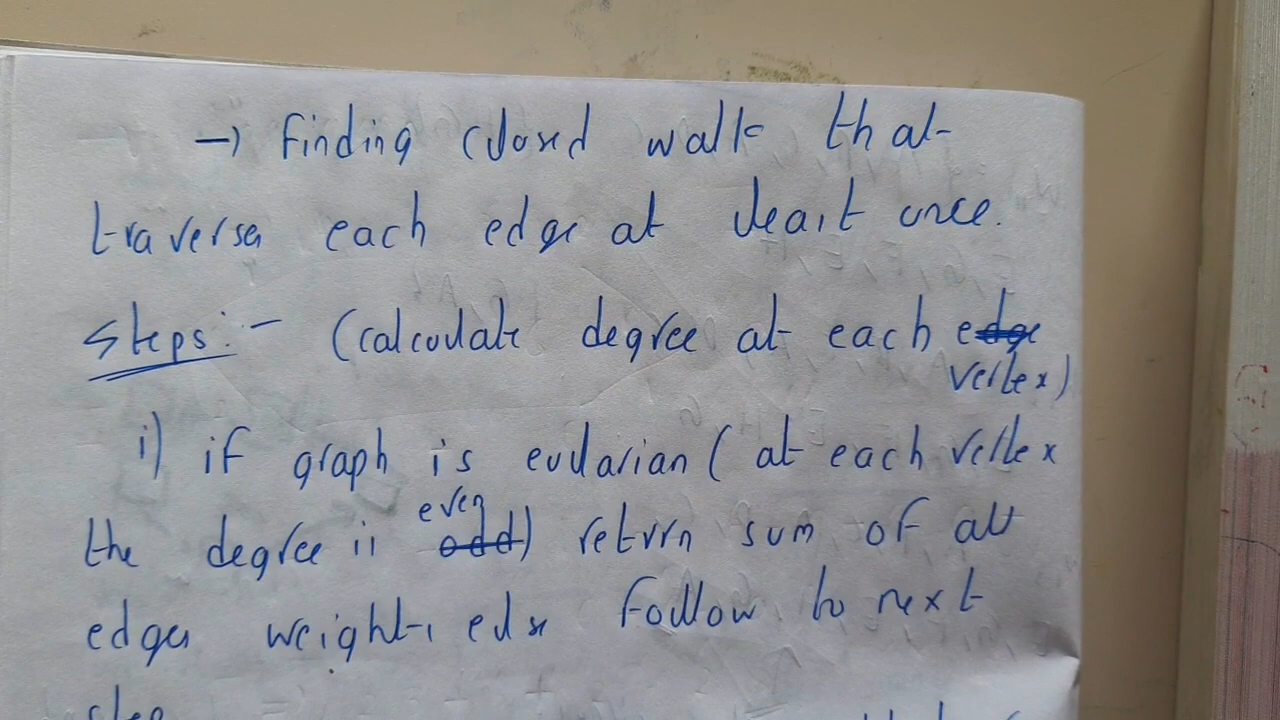 → Finding closed walk that
traverses each edge at least once.
Steps:- (calculate degree at each edge
vertex)
i) if graph is eularian ( at each vertex
even
the degree is odd) return sum of all
edges weight, else follow to next
step